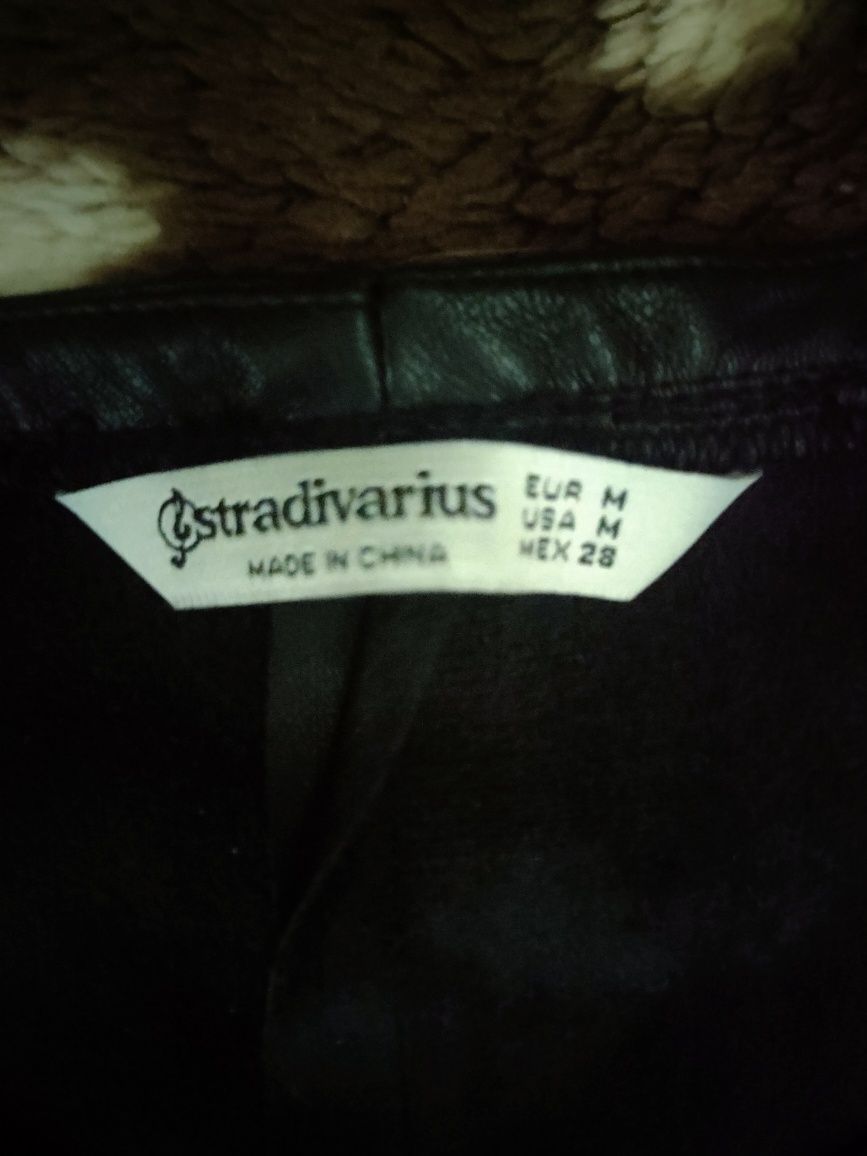 stradivarius
MADE IN CHINA
EUR M
USA M
MEX 28